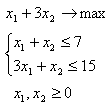 x₁ + 3x₂ → max
{ x₁ + x₂ ≤ 7
3x₁ + x₂ ≤ 15
x₁, x₂ ≥ 0